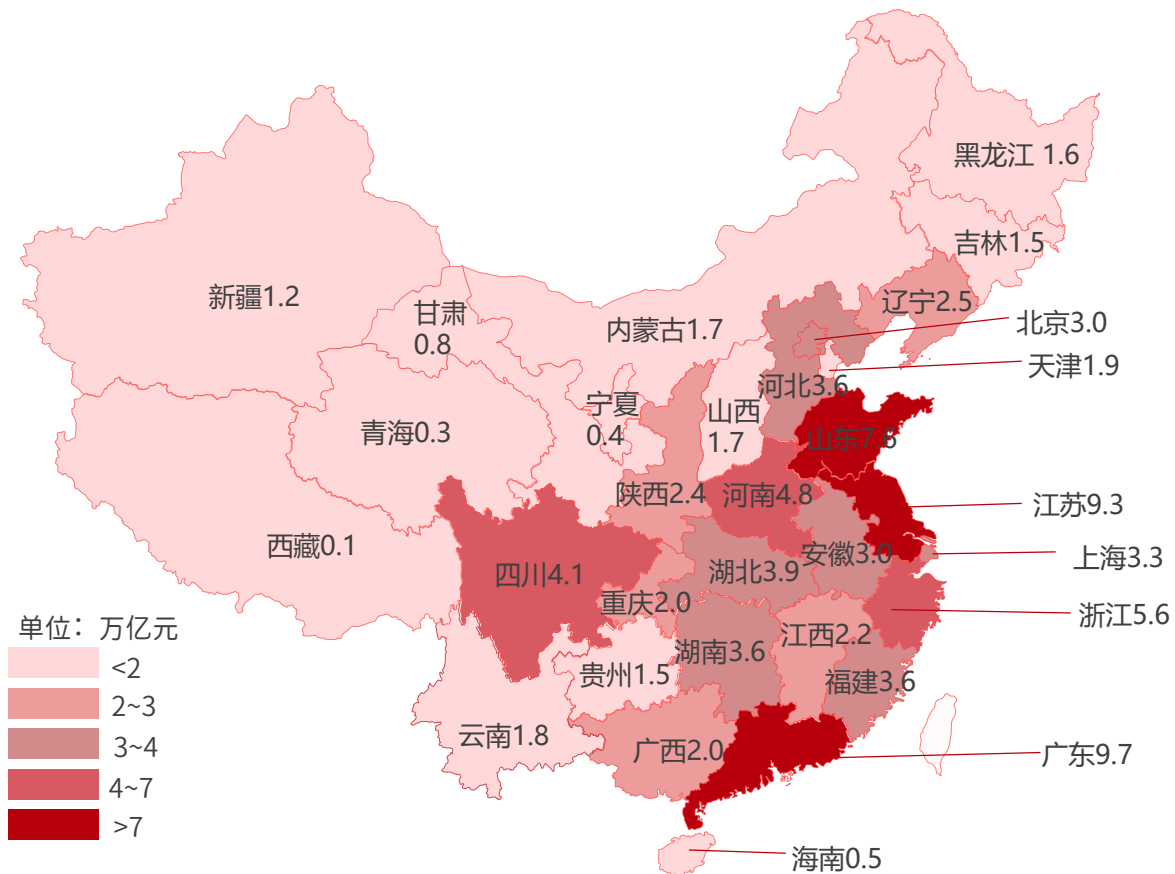 黑龙江 1.6
吉林1.5
辽宁2.5
新疆1.2
甘肃
0.8
内蒙古1.7
北京3.0
天津1.9
河北3.6
宁夏
0.4
山西
1.7
青海0.3
山东7.6
陕西2.4
河南4.8
江苏9.3
西藏0.1
四川4.1
湖北3.9
安徽3.0
上海3.3
重庆2.0
浙江5.6
江西2.2
湖南3.6
贵州1.5
福建3.6
云南1.8
广西2.0
广东9.7
海南0.5
单位：万亿元
<2
2~3
3~4
4~7
>7